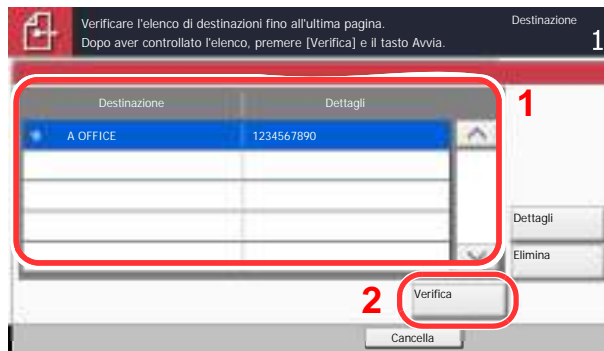 Verificare l'elenco di destinazioni fino all'ultima pagina.
Dopo aver controllato l'elenco, premere [Verifica] e il tasto Avvia.
Destinazione
1
1
Destinazione Dettagli
A OFFICE 1234567890
Dettagli
Elimina
2
Verifica
Cancella